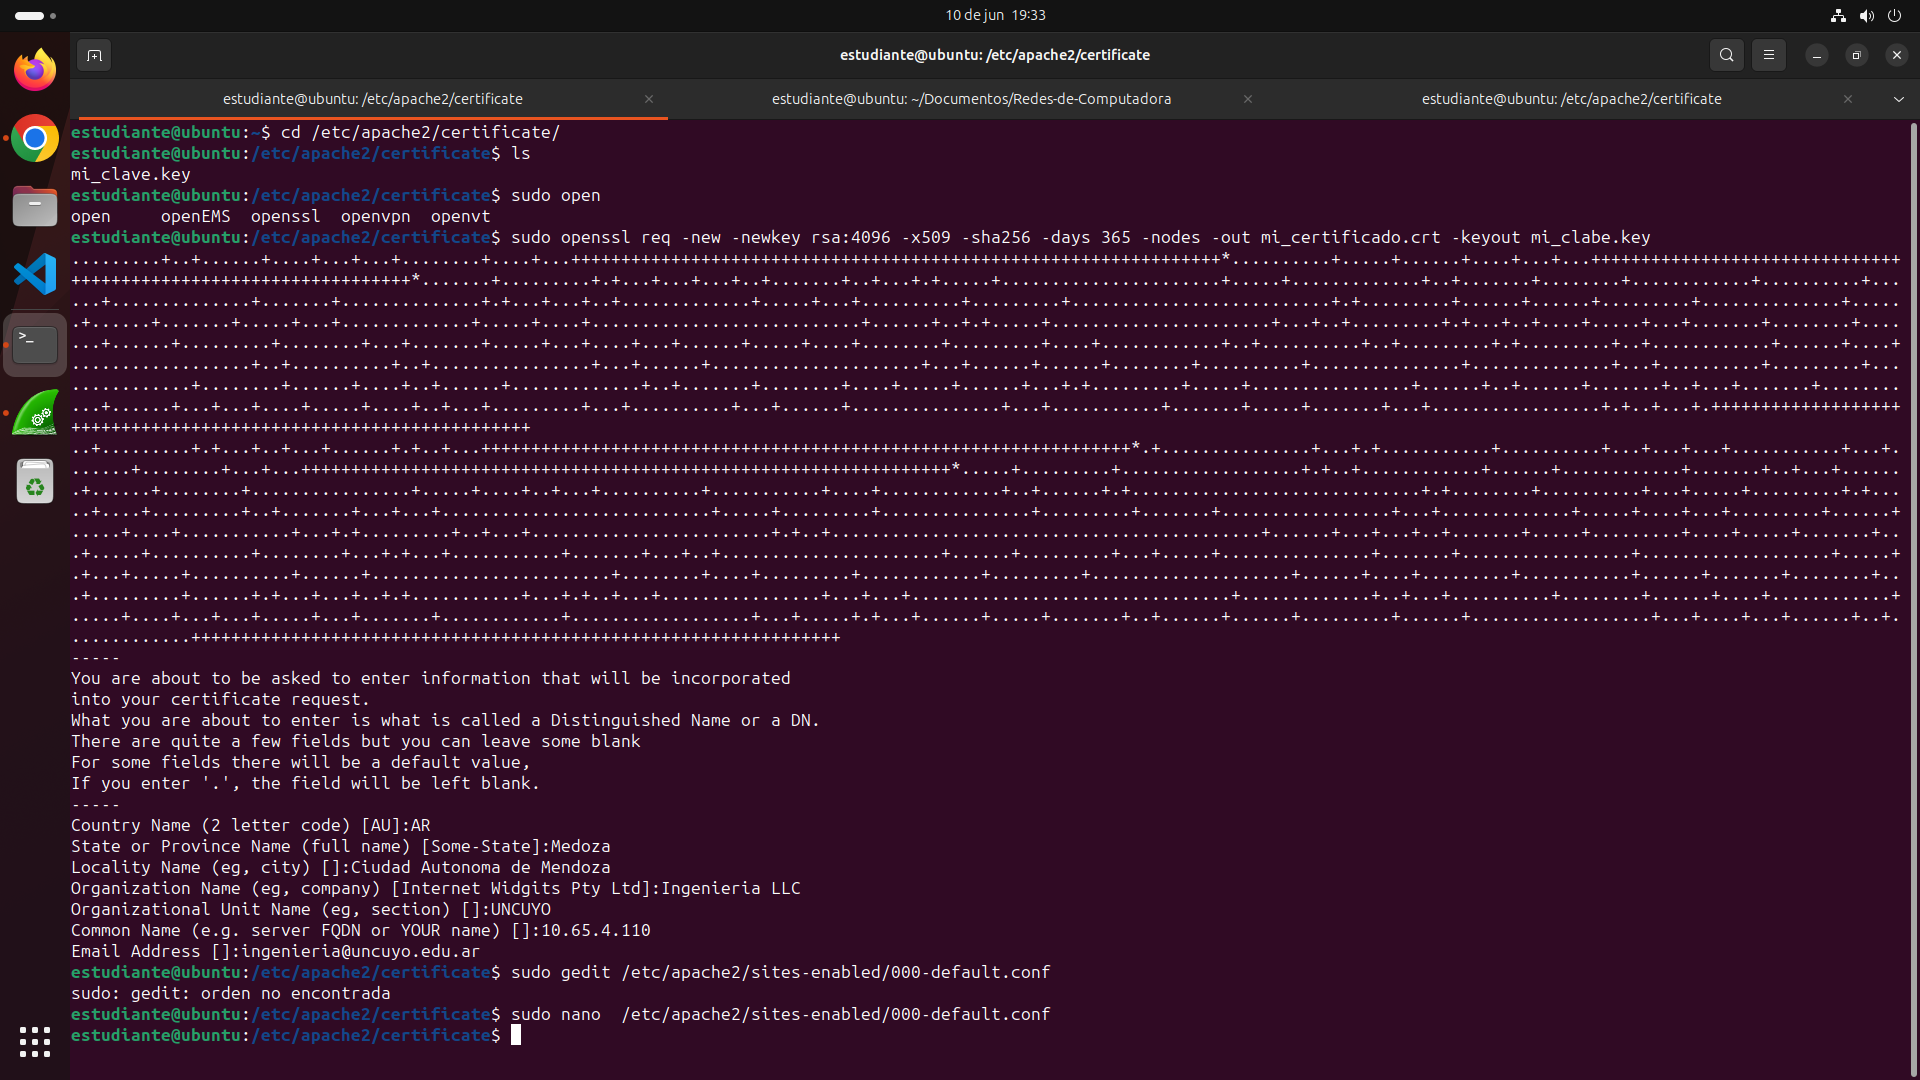 10 de jun 19:33
estudiante@ubuntu: /etc/apache2/certificate
estudiante@ubuntu: /etc/apache2/certificate
estudiante@ubuntu: ~/Documentos/Redes-de-Computadora
estudiante@ubuntu: /etc/apache2/certificate
estudiante@ubuntu:~$ cd /etc/apache2/certificate/
estudiante@ubuntu:/etc/apache2/certificate$ ls
mi_clave.key
estudiante@ubuntu:/etc/apache2/certificate$ sudo open
open     openEMS  openssl  openvpn  openvt
estudiante@ubuntu:/etc/apache2/certificate$ sudo openssl req -new -newkey rsa:4096 -x509 -sha256 -days 365 -nodes -out mi_certificado.crt -keyout mi_clabe.key
-----
You are about to be asked to enter information that will be incorporated
into your certificate request.
What you are about to enter is what is called a Distinguished Name or a DN.
There are quite a few fields but you can leave some blank
For some fields there will be a default value,
If you enter '.', the field will be left blank.
-----
Country Name (2 letter code) [AU]:AR
State or Province Name (full name) [Some-State]:Medoza
Locality Name (eg, city) []:Ciudad Autonoma de Mendoza
Organization Name (eg, company) [Internet Widgits Pty Ltd]:Ingenieria LLC
Organizational Unit Name (eg, section) []:UNCUYO
Common Name (e.g. server FQDN or YOUR name) []:10.65.4.110
Email Address []:ingenieria@uncuyo.edu.ar
estudiante@ubuntu:/etc/apache2/certificate$ sudo gedit /etc/apache2/sites-enabled/000-default.conf
sudo: gedit: orden no encontrada
estudiante@ubuntu:/etc/apache2/certificate$ sudo nano  /etc/apache2/sites-enabled/000-default.conf
estudiante@ubuntu:/etc/apache2/certificate$